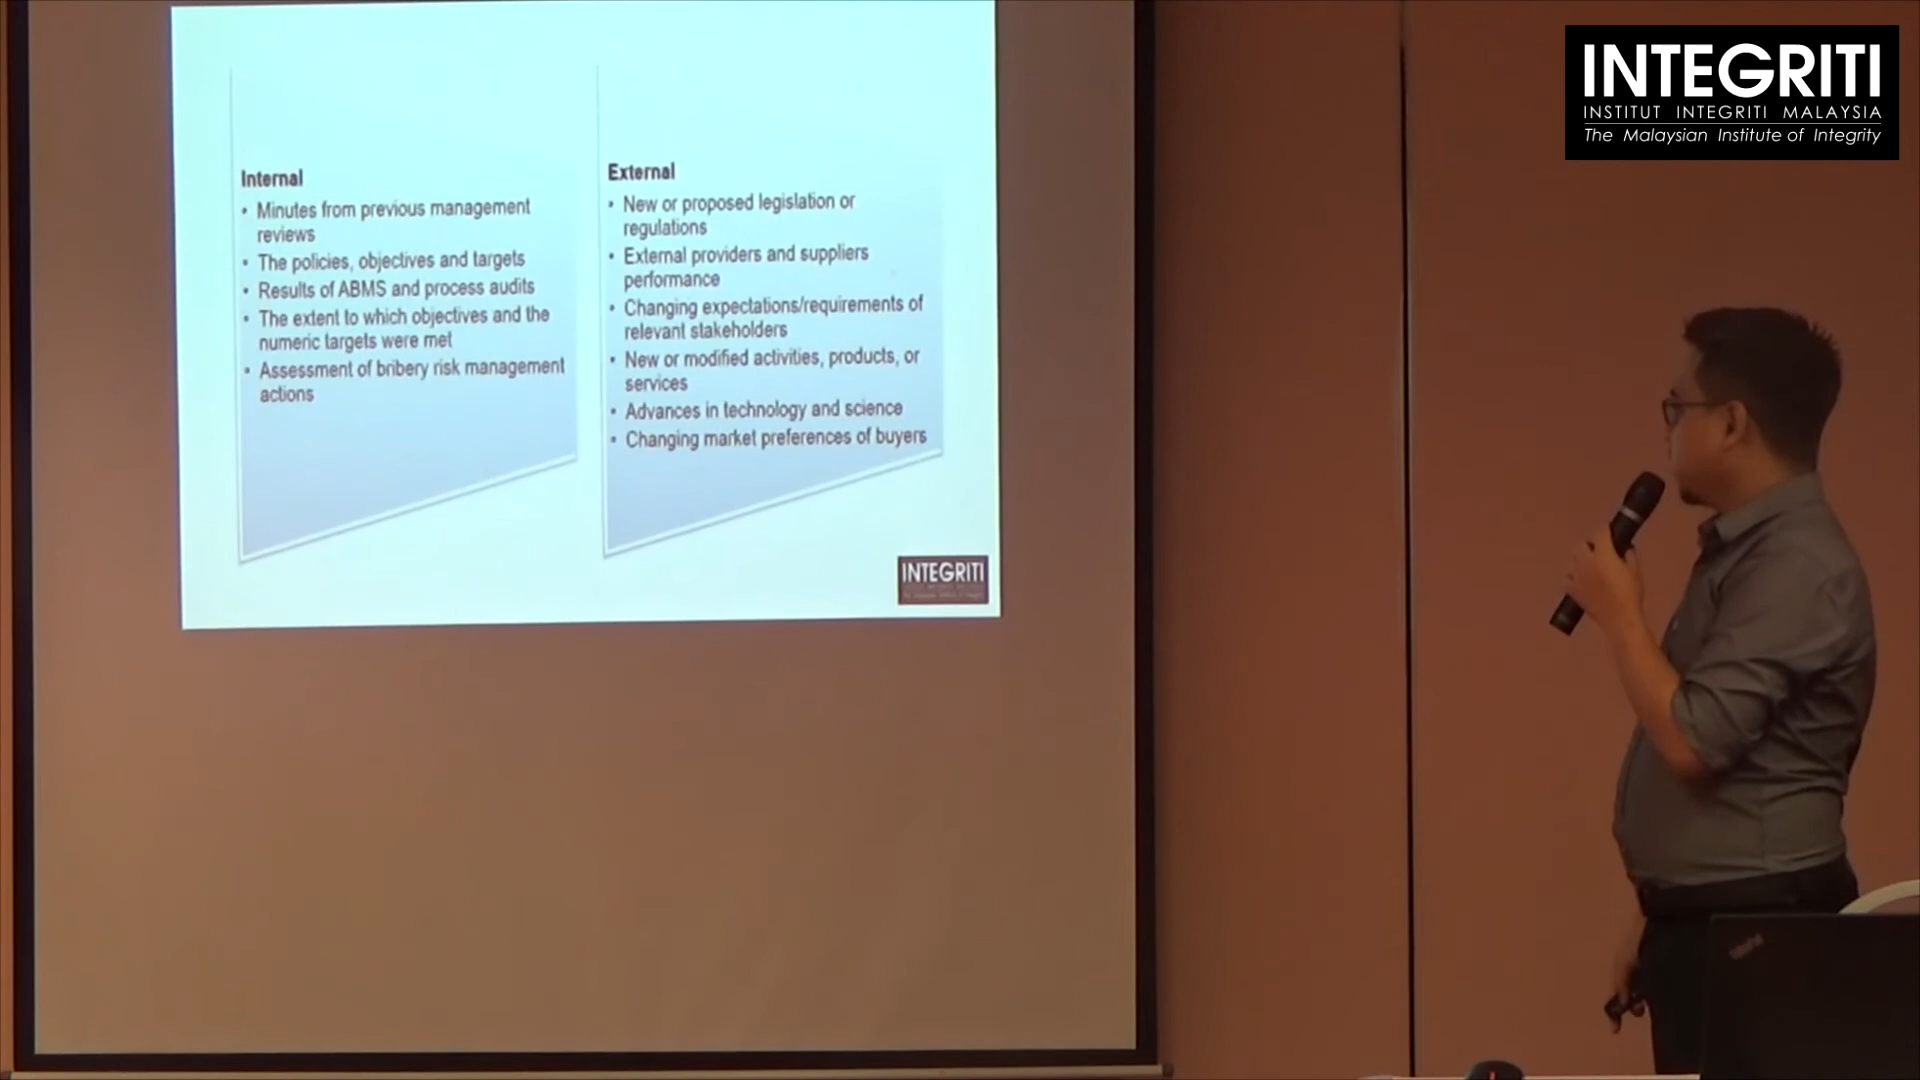 INTEGRITI
INSTITUT INTEGRITI MALAYSIA
The Malaysian Institute of Integrity
Internal
• Minutes from previous management
reviews
• The policies, objectives and targets
• Results of ABMS and process audits
• The extent to which objectives and the
numeric targets were met
• Assessment of bribery risk management
actions
External
• New or proposed legislation or
regulations
• External providers and suppliers
performance
• Changing expectations/requirements of
relevant stakeholders
• New or modified activities, products, or
services
• Advances in technology and science
• Changing market preferences of buyers
INTEGRITI